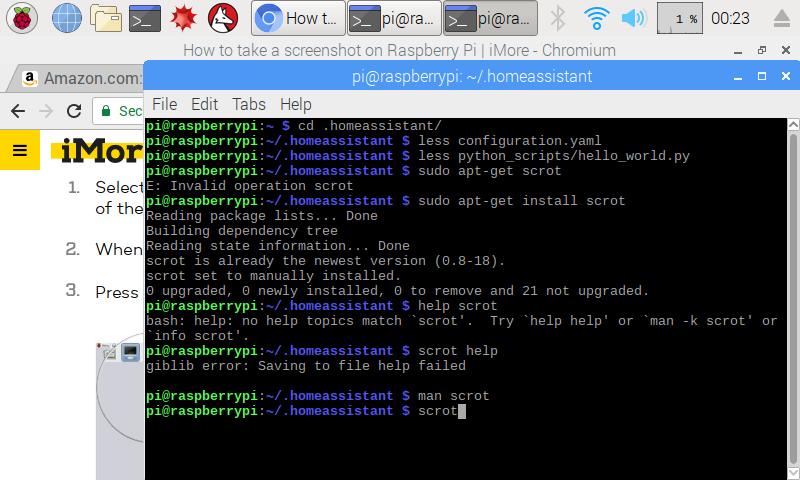 How t...
pi@ra...
pi@ra...
1 %
00:23
How to take a screenshot on Raspberry Pi | iMore - Chromium
Amazon.com:
Sec
iMore
1. Select
of the
2. When
3. Press
pi@raspberrypi: ~/.homeassistant
File Edit Tabs Help
pi@raspberrypi:~ $ cd .homeassistant/
pi@raspberrypi:~/.homeassistant $ less configuration.yaml
pi@raspberrypi:~/.homeassistant $ less python_scripts/hello_world.py
pi@raspberrypi:~/.homeassistant $ sudo apt-get scrot
E: Invalid operation scrot
pi@raspberrypi:~/.homeassistant $ sudo apt-get install scrot
Reading package lists... Done
Building dependency tree
Reading state information... Done
scrot is already the newest version (0.8-18).
scrot set to manually installed.
0 upgraded, 0 newly installed, 0 to remove and 21 not upgraded.
pi@raspberrypi:~/.homeassistant $ help scrot
bash: help: no help topics match `scrot'.  Try `help help' or `man -k scrot' or
`info scrot'.
pi@raspberrypi:~/.homeassistant $ scrot help
giblib error: Saving to file help failed
pi@raspberrypi:~/.homeassistant $ man scrot
pi@raspberrypi:~/.homeassistant $ scrot